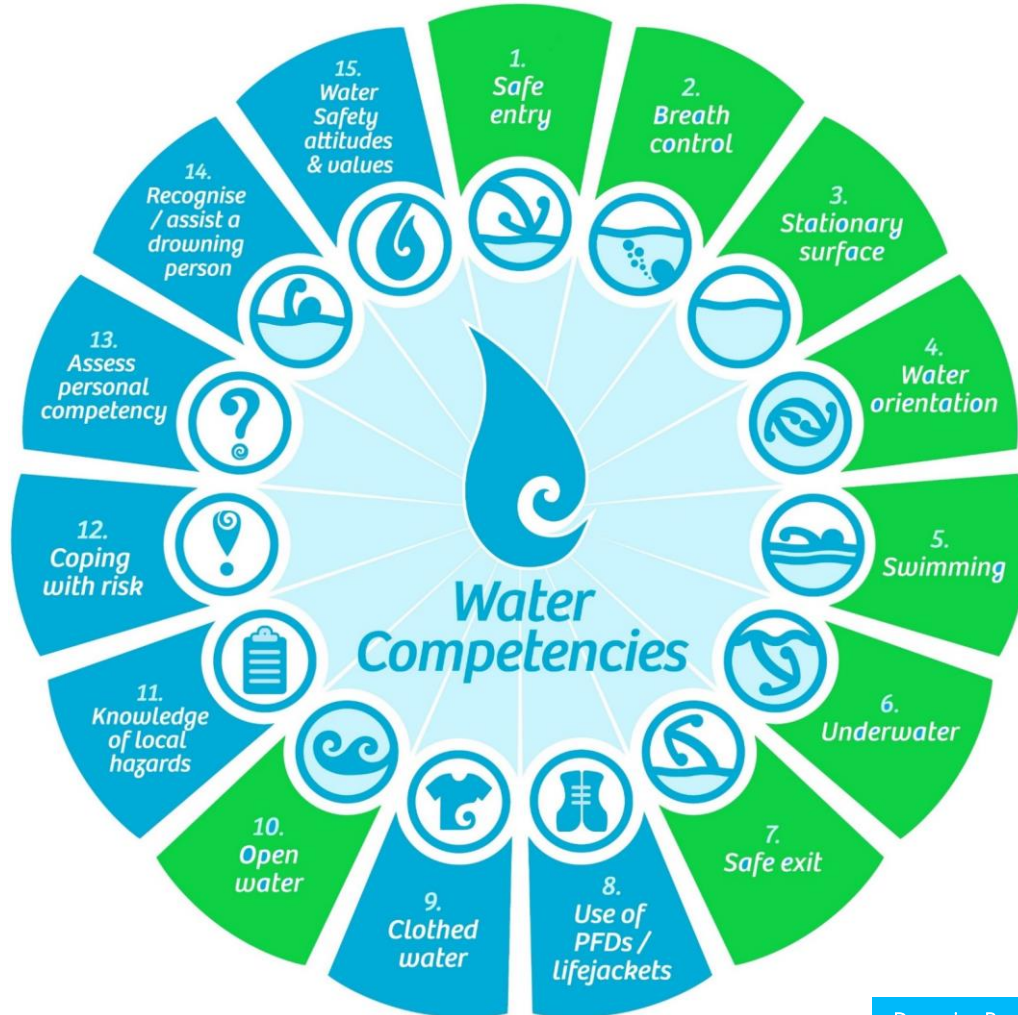 1.
Safe
entry
2.
Breath
control
3.
Stationary
surface
4.
Water
orientation
5.
Swimming
6.
Underwater
7.
Safe exit
8.
Use of
PFDs /
lifejackets
9.
Clothed
water
10.
Open
water
11.
Knowledge
of local
hazards
12.
Coping
with risk
13.
Assess
personal
competency
14.
Recognise
/ assist a
drowning
person
15.
Water
Safety
attitudes
& values
Water
Competencies